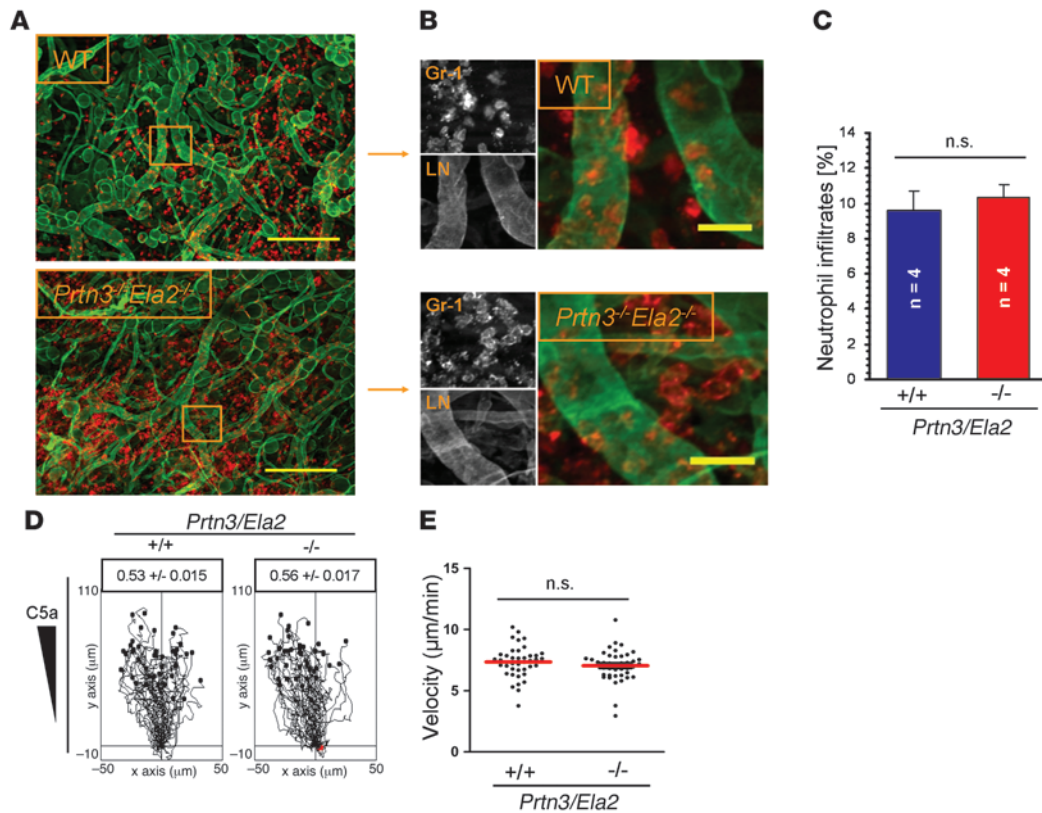 A
WT
Prtn3-/-Ela2-/-
B
Gr-1
WT
LN
Gr-1
Prtn3-/-Ela2-/-
LN
C
14
12
10
8
6
4
2
0
Neutrophil infiltrates [%]
n.s.
n = 4
n = 4
+/+
-/-
Prtn3/Ela2
D
Prtn3/Ela2
+/+
-/-
0.53 +/- 0.015
0.56 +/- 0.017
C5a
110
y axis (μm)
–10
–50
x axis (μm)
50
110
y axis (μm)
–10
–50
x axis (μm)
50
E
15
10
5
0
Velocity (μm/min)
n.s.
+/+
-/-
Prtn3/Ela2